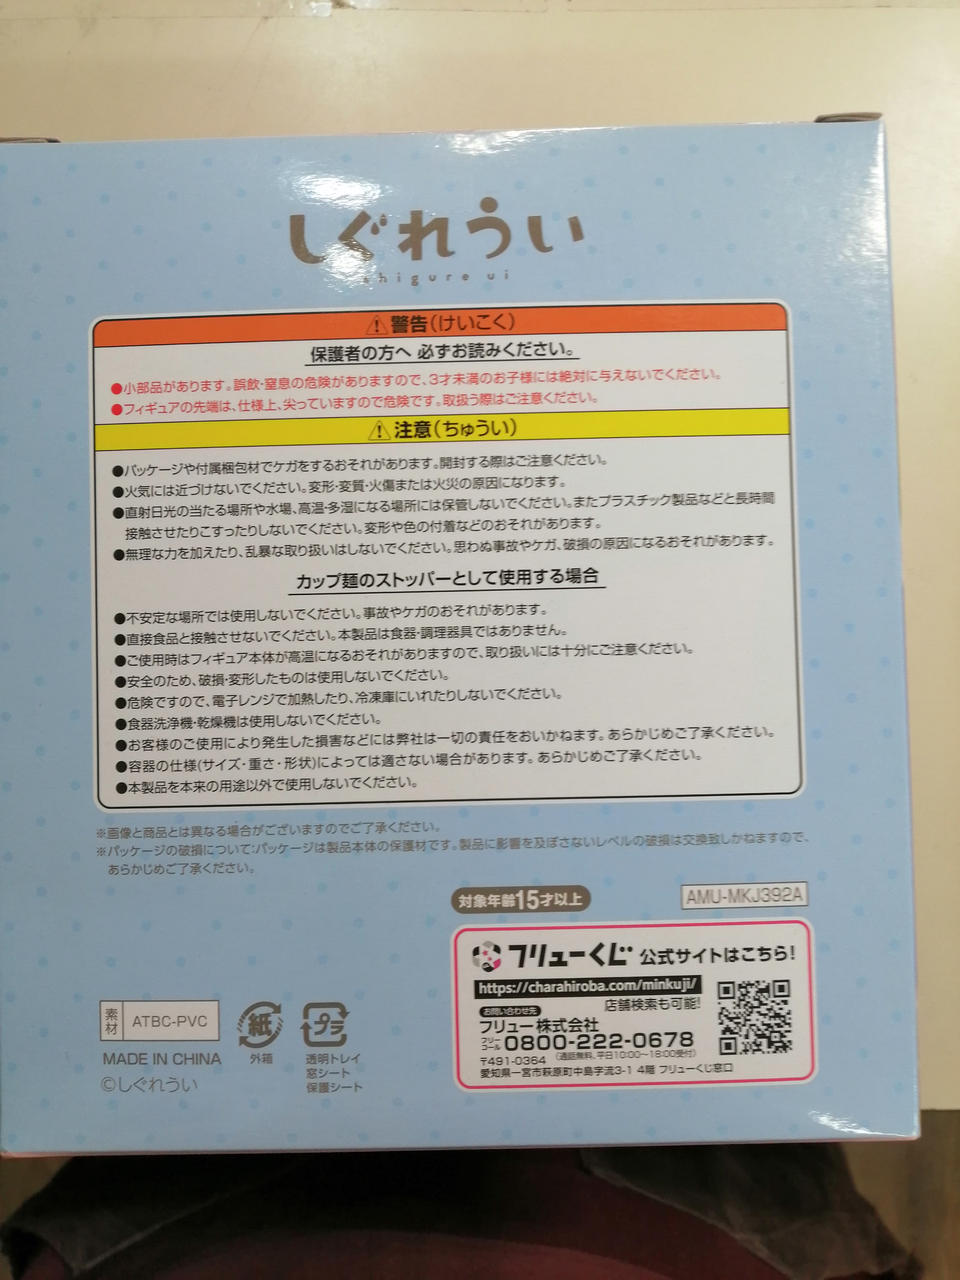 しぐれうい
shigure ui
⚠警告(けいこく)
保護者の方へ 必ずお読みください。
●小部品があります。誤飲・窒息の危険がありますので、3才未満のお子様には絶対に与えないでください。
●フィギュアの先端は、仕様上、尖っていますので危険です。取扱う際はご注意ください。
⚠注意(ちゅうい)
●パッケージや付属梱包材でケガをするおそれがあります。開封する際はご注意ください。
●火気には近づけないでください。変形・変質・火傷または火災の原因になります。
●直射日光の当たる場所や水場、高温・多湿になる場所には保管しないでください。またプラスチック製品などと長時間
接触させたりこすったりしないでください。変形や色の付着などのおそれがあります。
●無理な力を加えたり、乱暴な取り扱いはしないでください。思わぬ事故やケガ、破損の原因になるおそれがあります。
カップ麺のストッパーとして使用する場合
●不安定な場所では使用しないでください。事故やケガのおそれがあります。
●直接食品と接触させないでください。本製品は食器・調理器具ではありません。
●ご使用時はフィギュア本体が高温になるおそれがありますので、取り扱いには十分にご注意ください。
●安全のため、破損・変形したものは使用しないでください。
●危険ですので、電子レンジで加熱したり、冷凍庫にいれたりしないでください。
●食器洗浄機・乾燥機は使用しないでください。
●お客様のご使用により発生した損害などには弊社は一切の責任をおいかねます。あらかじめご了承ください。
●容器の仕様(サイズ・重さ・形状)によっては適さない場合があります。あらかじめご了承ください。
●本製品を本来の用途以外で使用しないでください。
※画像と商品とは異なる場合がございますのでご了承ください。
※パッケージの破損について:パッケージは製品本体の保護材です。製品に影響を及ぼさないレベルの破損は交換致しかねますので、
あらかじめご了承ください。
対象年齢15才以上
AMU-MKJ392A
フリューくじ 公式サイトはこちら!
https://charahiroba.com/minkuji/
店舗検索も可能!
お問い合わせ先
フリュー株式会社
フリーコール 0800-222-0678
〒491-0364 (通話無料、平日10:00~18:00受付)
愛知県一宮市萩原町中島字流3-1 4階 フリューくじ窓口
素材 ATBC-PVC
紙
外箱
プラ
透明トレイ
窓シート
保護シート
MADE IN CHINA
©しぐれうい